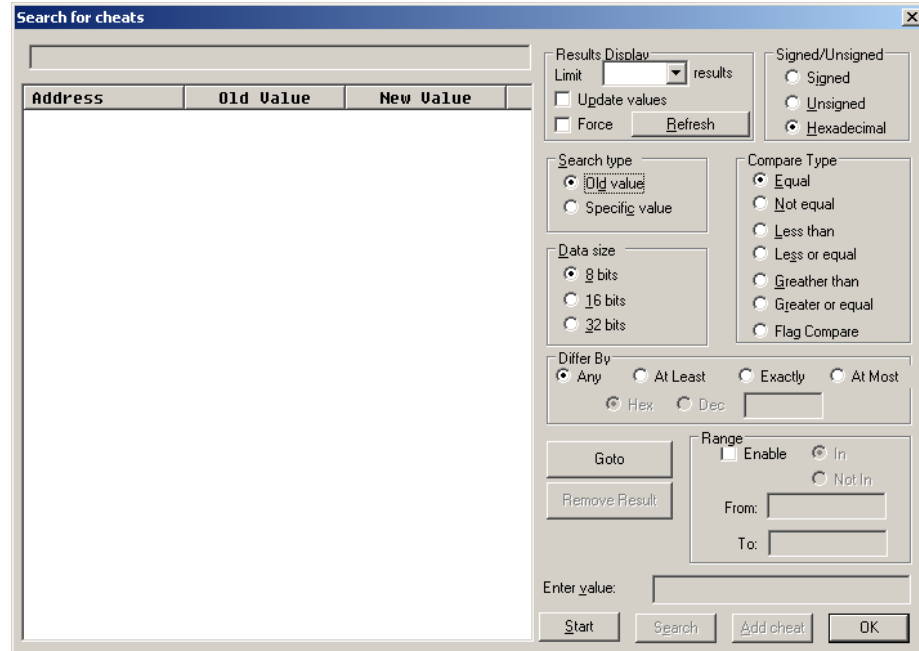 Search for cheats
Address Old Value New Value
Results Display
Limit results
Update values
Force Refresh
Signed/Unsigned
Signed
Unsigned
Hexadecimal
Search type
Old value
Specific value
Data size
8 bits
16 bits
32 bits
Compare Type
Equal
Not equal
Less than
Less or equal
Greather than
Greater or equal
Flag Compare
Differ By
Any At Least Exactly At Most
Hex Dec
Goto
Remove Result
Range
Enable In
Not In
From:
To:
Enter value:
Start Search Add cheat OK